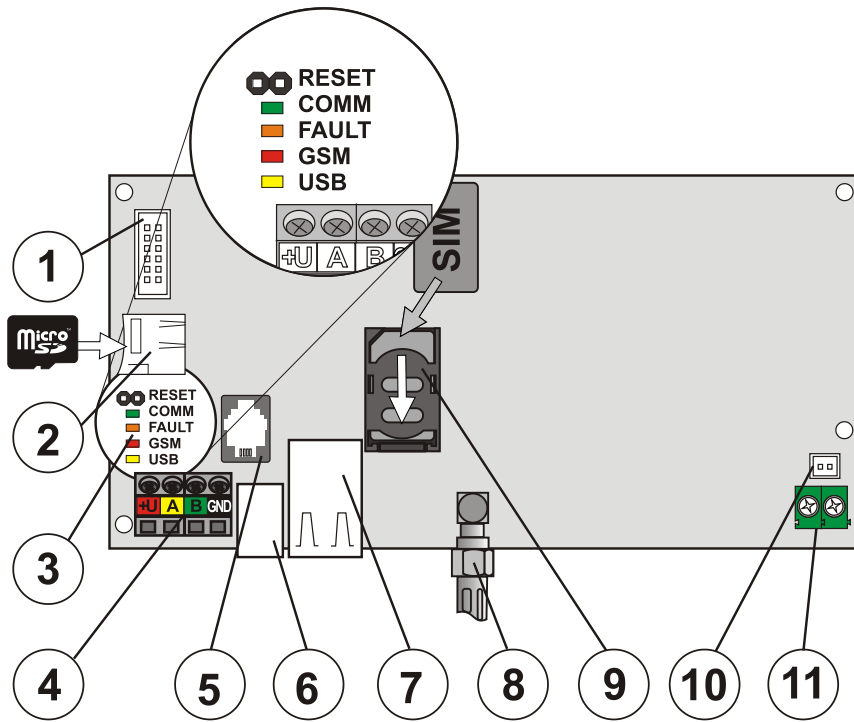 RESET
COMM
FAULT
GSM
USB
+U A B
SIM
1
micro
SD
RESET
COMM
FAULT
GSM
USB
2
+U A B GND
3
4
5
6
7
8
9
10
11